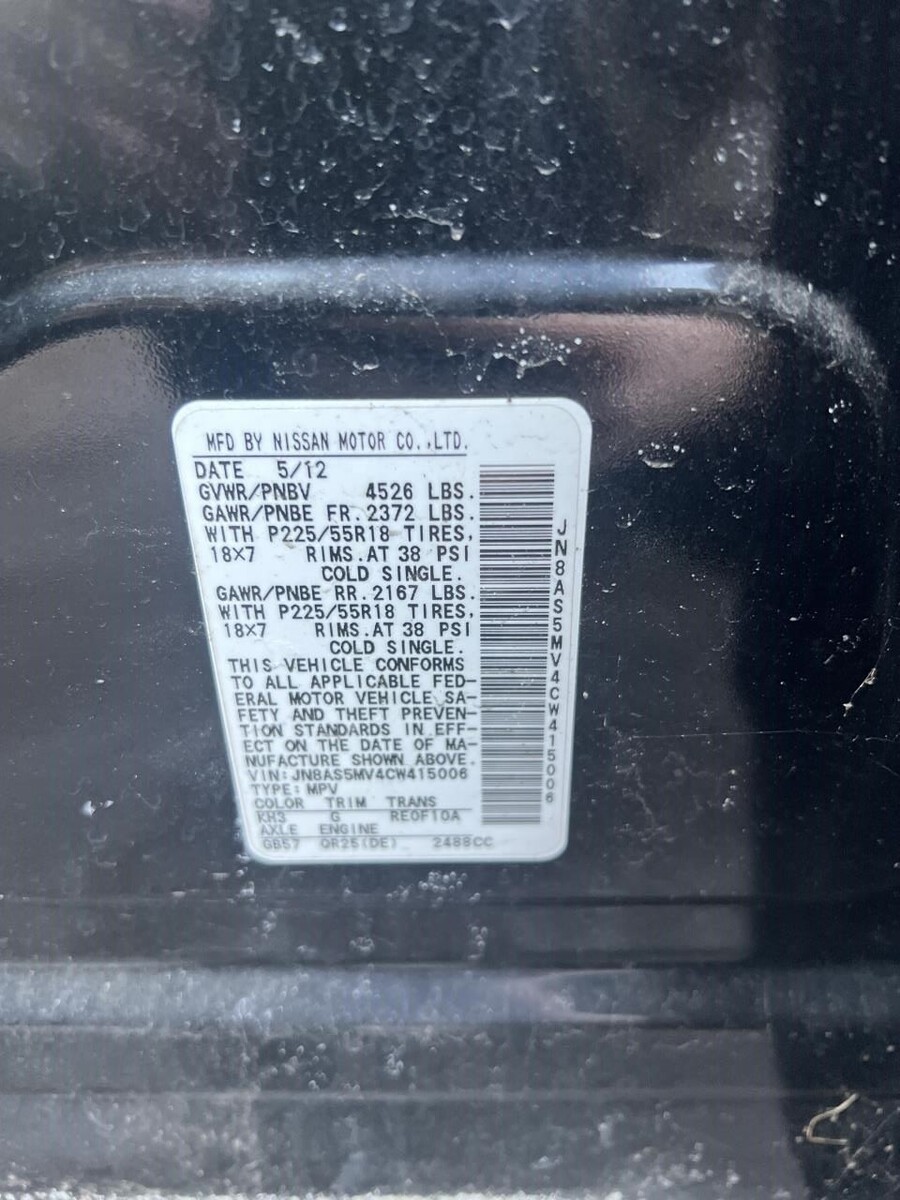 MFD BY NISSAN MOTOR CO.,LTD.
DATE 5/12
GVWR/PNBV 4526 LBS.
GAWR/PNBE FR.2372 LBS.
WITH P225/55R18 TIRES,
18X7 RIMS.AT 38 PSI
COLD SINGLE.
GAWR/PNBE RR.2167 LBS.
WITH P225/55R18 TIRES,
18X7 RIMS.AT 38 PSI
COLD SINGLE.
THIS VEHICLE CONFORMS
TO ALL APPLICABLE FED-
ERAL MOTOR VEHICLE SA-
FETY AND THEFT PREVEN-
TION STANDARDS IN EFF-
ECT ON THE DATE OF MA-
NUFACTURE SHOWN ABOVE.
VIN:JN8AS5MV4CW415006
TYPE:MPV
COLOR TRIM TRANS
KH3 G RE0F10A
AXLE ENGINE
GB57 QR25(DE) 2488CC
JN8AS5MV4CW415006